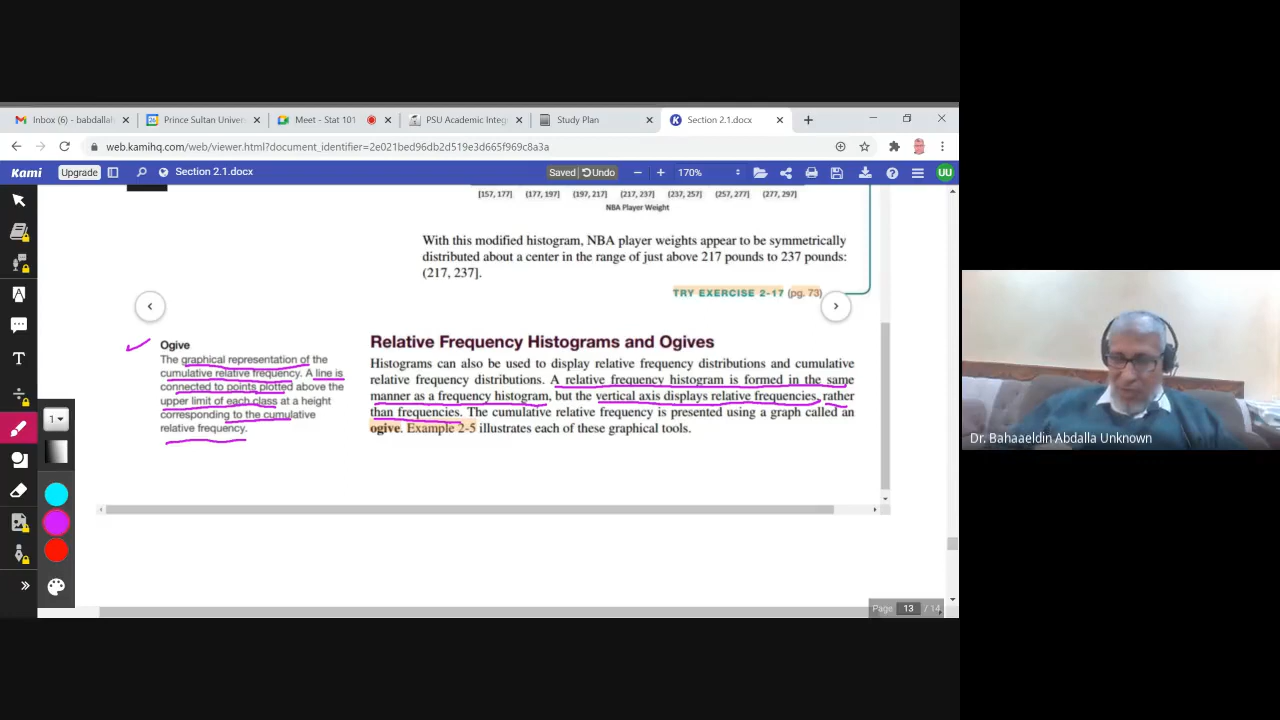 Inbox (6) - babdallah
Prince Sultan Univers
Meet - Stat 101
PSU Academic Integ
Study Plan
Section 2.1.docx
web.kamihq.com/web/viewer.html?document_identifier=2e021bed96db2d519e3d666f969c8a3a
Kami
Upgrade
Section 2.1.docx
Saved
Undo
170%
UU
[157, 177] (177, 197] (197, 217] (217, 237] (237, 257] (257, 277] (277, 297]
NBA Player Weight
With this modified histogram, NBA player weights appear to be symmetrically
distributed about a center in the range of just above 217 pounds to 237 pounds:
(217, 237].
TRY EXERCISE 2-17 (pg. 73)
Ogive
The graphical representation of the
cumulative relative frequency. A line is
connected to points plotted above the
upper limit of each class at a height
corresponding to the cumulative
relative frequency.
Relative Frequency Histograms and Ogives
Histograms can also be used to display relative frequency distributions and cumulative
relative frequency distributions. A relative frequency histogram is formed in the same
manner as a frequency histogram, but the vertical axis displays relative frequencies, rather
than frequencies. The cumulative relative frequency is presented using a graph called an
ogive. Example 2-5 illustrates each of these graphical tools.
1
Page 13 / 14
Dr. Bahaaeldin Abdalla Unknown